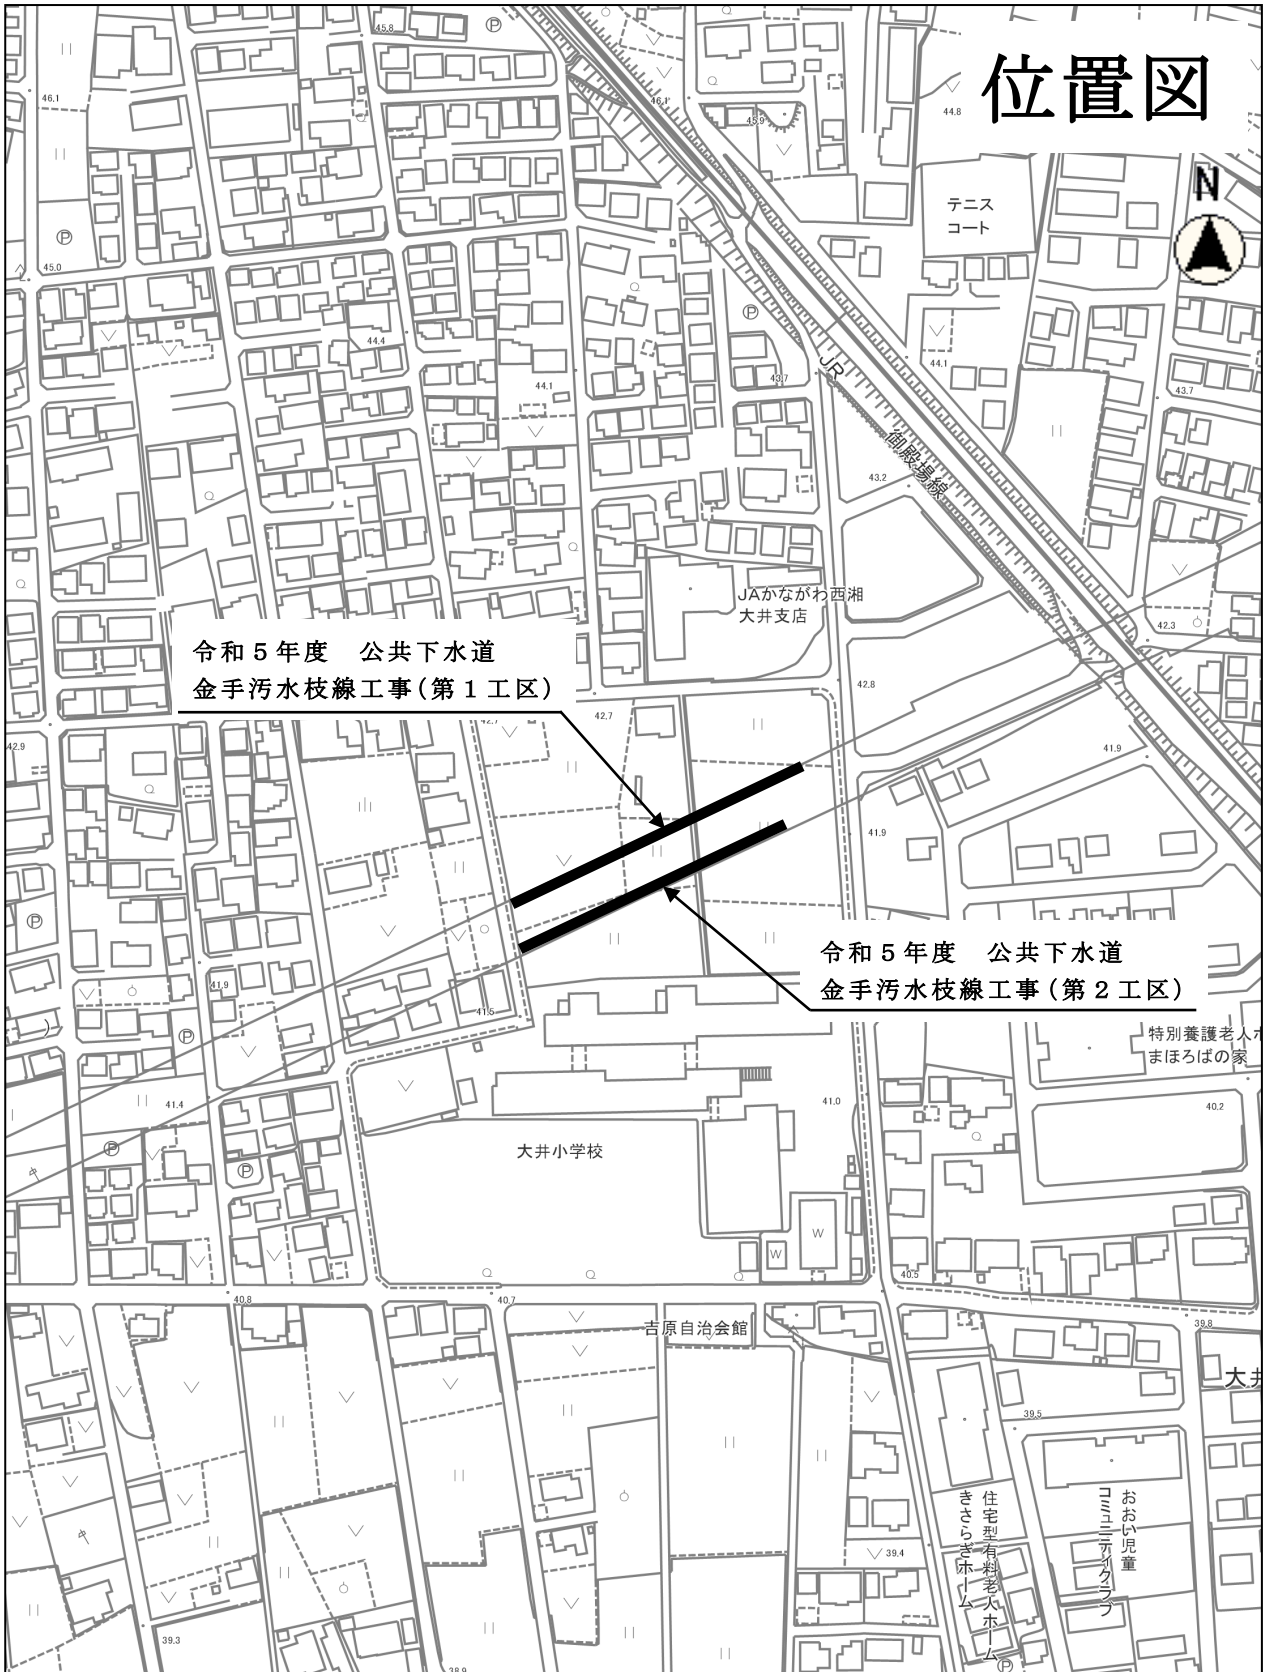 位置図
N
45.8
Ⓟ
46.1
46.1
45.9
44.8
テニス
コート
Ⓟ
45.0
Ⓟ
44.4
44.1
43.7
44.1
43.7
JR
御殿場線
43.2
JAかながわ西湘
大井支店
42.3
令和５年度　公共下水道
金手汚水枝線工事(第１工区)
42.8
42.7
42.7
42.9
41.9
41.9
Ⓟ
令和５年度　公共下水道
金手汚水枝線工事(第２工区)
41.9
41.5
Ⓟ
特別養護老人ホ
まほろばの家
41.4
41.0
40.2
Ⓟ
大井小学校
Ⓟ
W
W
40.5
40.8
40.7
吉原自治会館
39.8
大井
39.5
おおい児童
コミュニティクラブ
住宅型有料老人ホーム
きさらぎホーム
39.4
39.3
38.9
Ⓟ